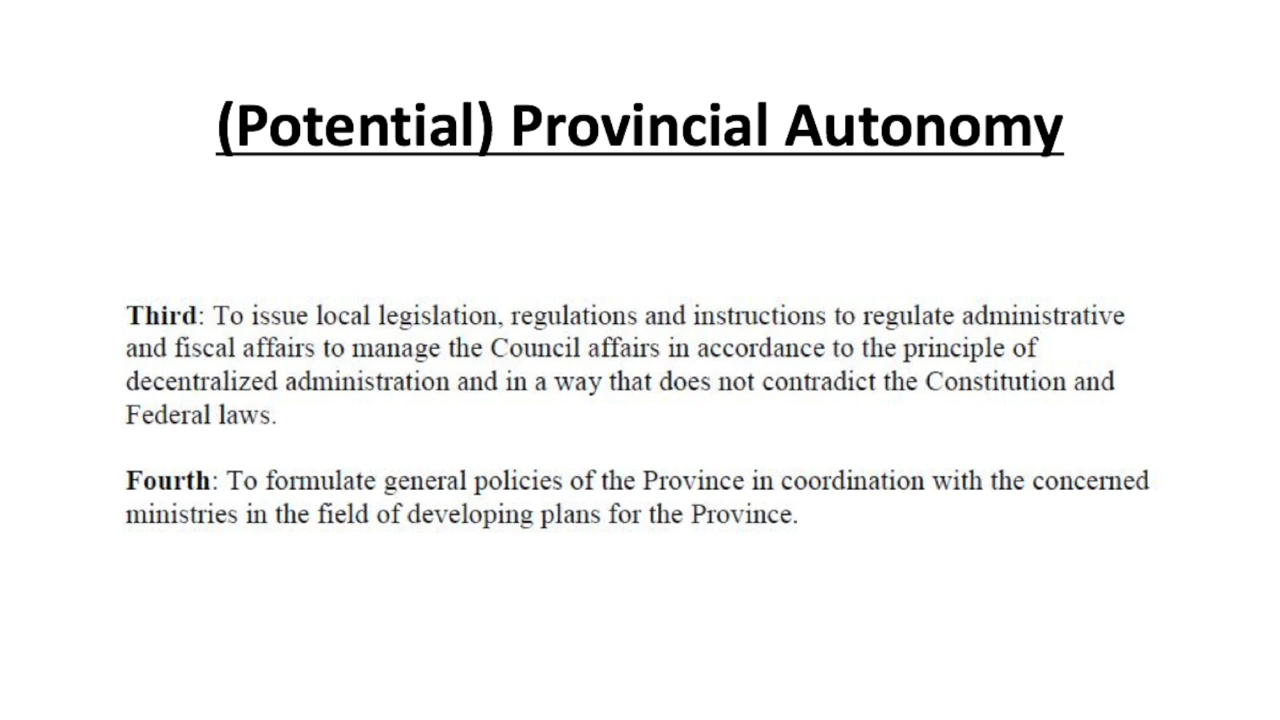 (Potential) Provincial Autonomy
Third: To issue local legislation, regulations and instructions to regulate administrative
and fiscal affairs to manage the Council affairs in accordance to the principle of
decentralized administration and in a way that does not contradict the Constitution and
Federal laws.
Fourth: To formulate general policies of the Province in coordination with the concerned
ministries in the field of developing plans for the Province.